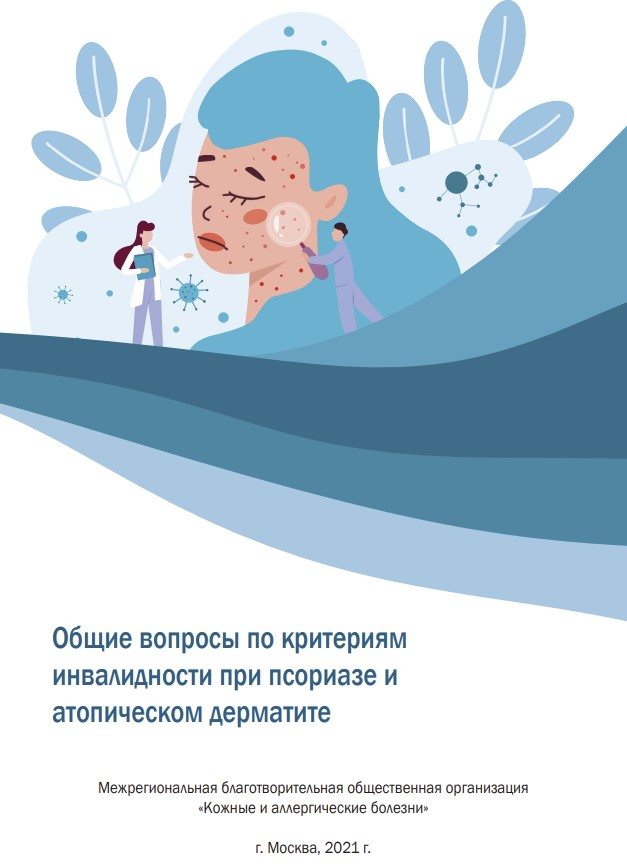 Общие вопросы по критериям
инвалидности при псориазе и
атопическом дерматите
Межрегиональная благотворительная общественная организация
«Кожные и аллергические болезни»
г. Москва, 2021 г.